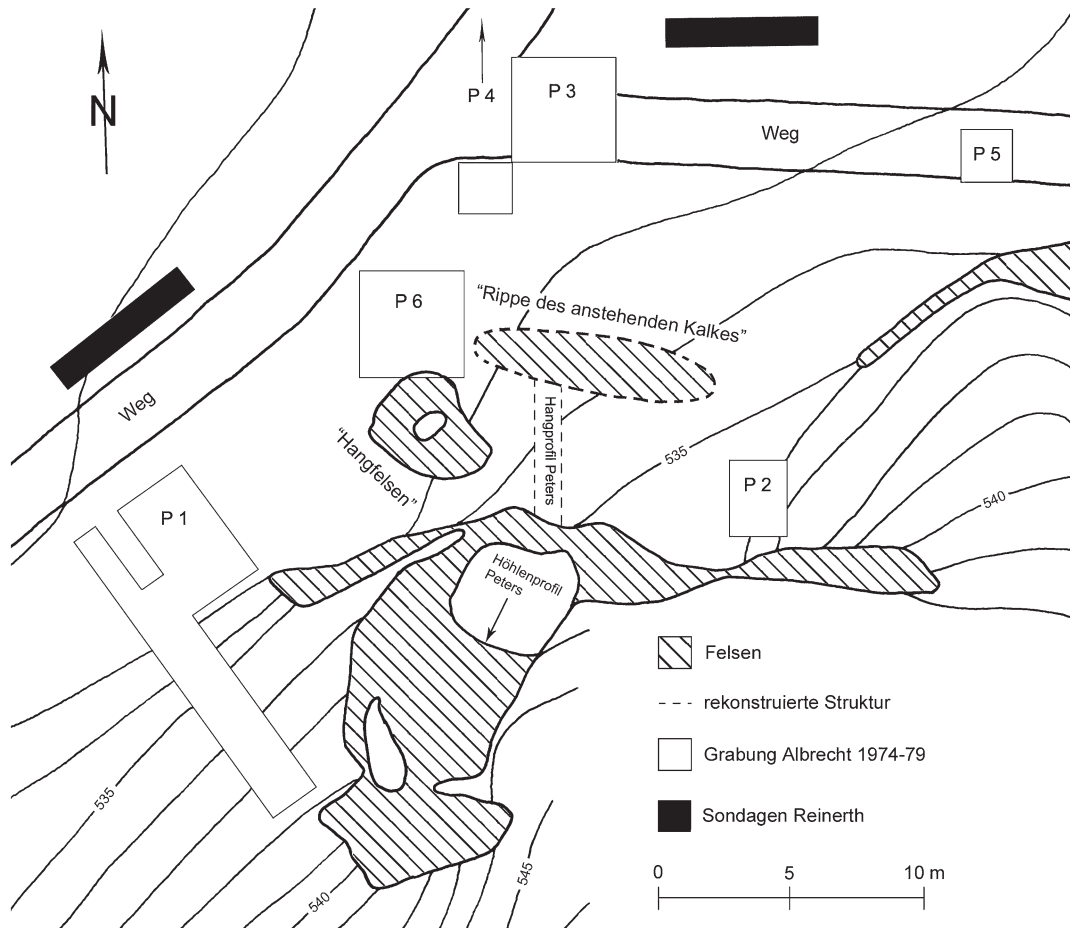 N
P 4
P 3
Weg
P 5
P 6
“Rippe des anstehenden Kalkes”
Weg
“Hangfelsen”
Hangprofil Peters
535
P 2
540
P 1
Höhlenprofil
Peters
535
540
545
Felsen
rekonstruierte Struktur
Grabung Albrecht 1974-79
Sondagen Reinerth
0 5 10 m